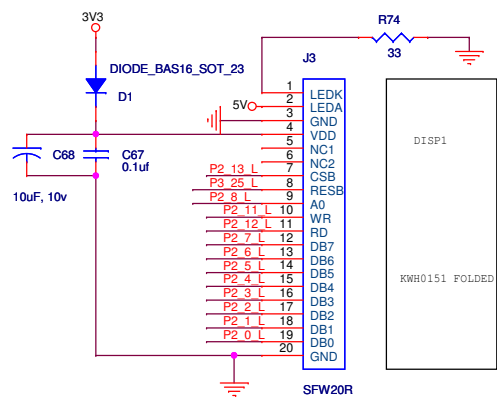 3V3
R74
33
J3
DIODE_BAS16_SOT_23
D1
5V
C68
C67
0.1uf
10uF, 10v
1 LEDK
2 LEDA
3 GND
4 VDD
5 NC1
6 NC2
P2_13_L 7 CSB
P3_25_L 8 RESB
P2_8_L 9 A0
P2_11_L 10 WR
P2_12_L 11 RD
P2_7_L 12 DB7
P2_6_L 13 DB6
P2_5_L 14 DB5
P2_4_L 15 DB4
P2_3_L 16 DB3
P2_2_L 17 DB2
P2_1_L 18 DB1
P2_0_L 19 DB0
20 GND
SFW20R
DISP1
KWH0151 FOLDED